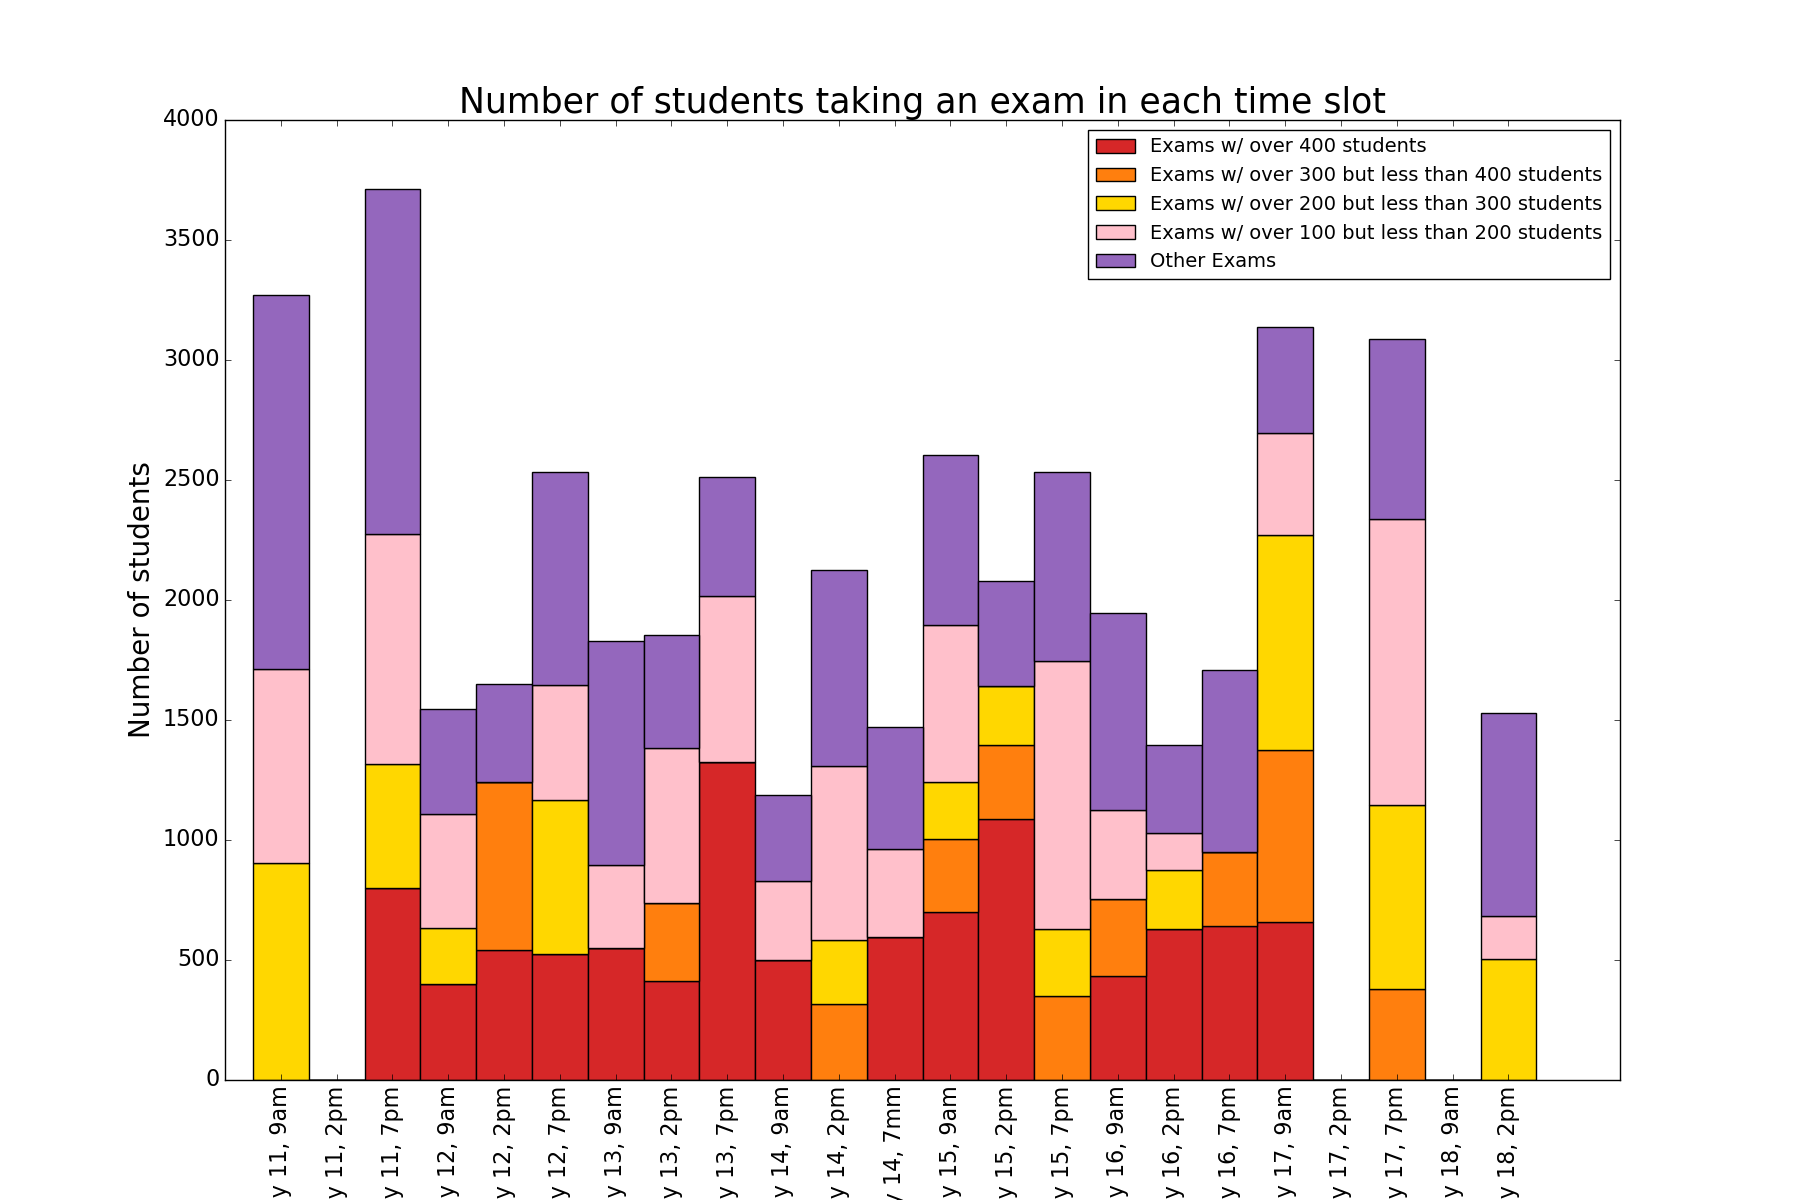 Number of students taking an exam in each time slot
Exams w/ over 400 students
Exams w/ over 300 but less than 400 students
Exams w/ over 200 but less than 300 students
Exams w/ over 100 but less than 200 students
Other Exams
Number of students
4000
3500
3000
2500
2000
1500
1000
500
0
y 11, 9am
y 11, 2pm
y 11, 7pm
y 12, 9am
y 12, 2pm
y 12, 7pm
y 13, 9am
y 13, 2pm
y 13, 7pm
y 14, 9am
y 14, 2pm
y 14, 7mm
y 15, 9am
y 15, 2pm
y 15, 7pm
y 16, 9am
y 16, 2pm
y 16, 7pm
y 17, 9am
y 17, 2pm
y 17, 7pm
y 18, 9am
y 18, 2pm